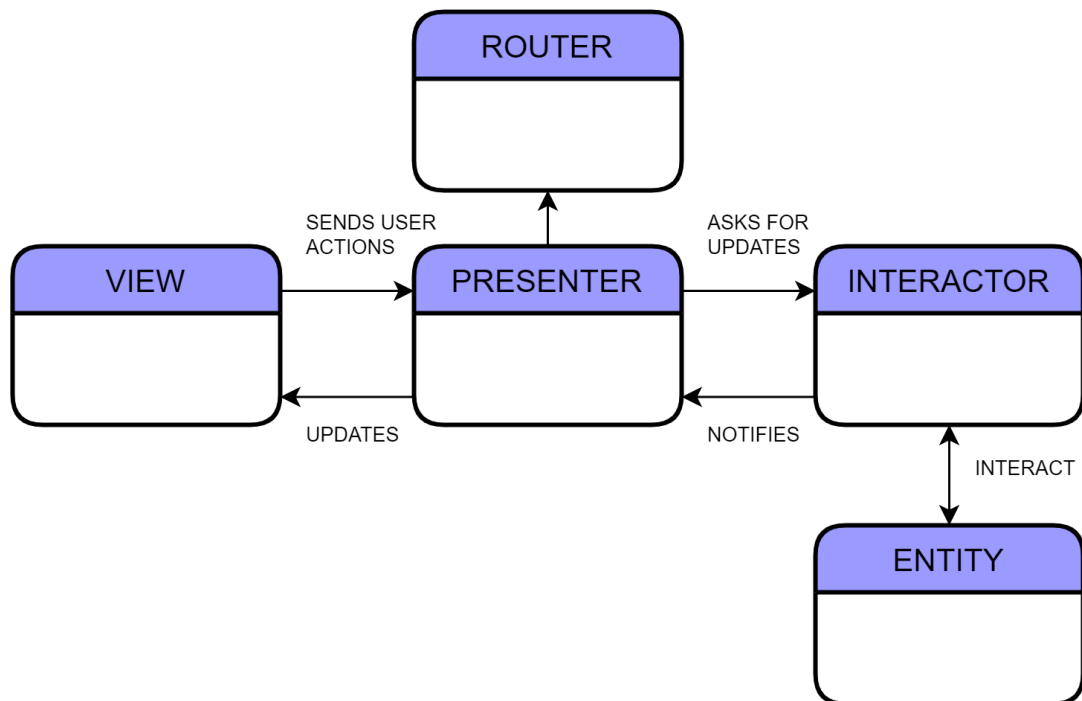 ROUTER
SENDS USER
ACTIONS
ASKS FOR
UPDATES
VIEW
PRESENTER
INTERACTOR
UPDATES
NOTIFIES
INTERACT
ENTITY